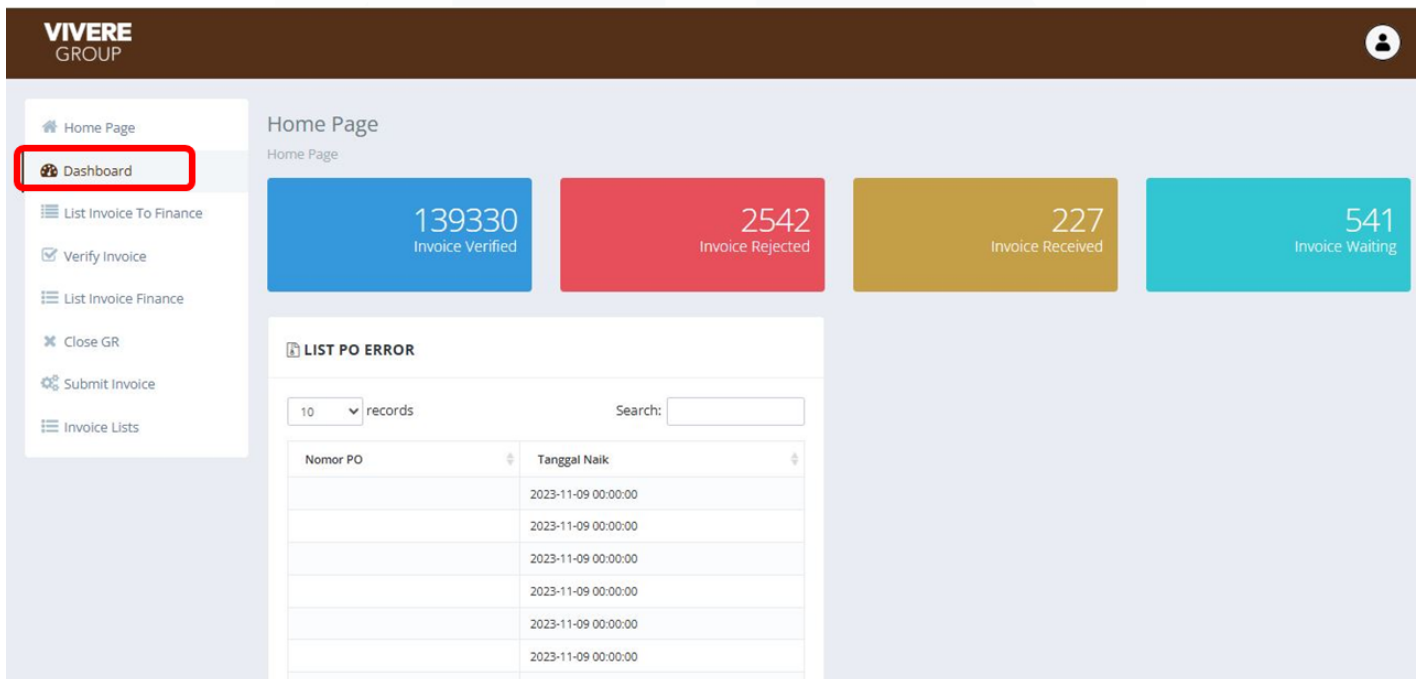 VIVERE
GROUP
Home Page
Dashboard
List Invoice To Finance
Verify Invoice
List Invoice Finance
Close GR
Submit Invoice
Invoice Lists
Home Page
Home Page
139330
Invoice Verified
2542
Invoice Rejected
227
Invoice Received
541
Invoice Waiting
LIST PO ERROR
10 records Search:
Nomor PO Tanggal Naik
2023-11-09 00:00:00
2023-11-09 00:00:00
2023-11-09 00:00:00
2023-11-09 00:00:00
2023-11-09 00:00:00
2023-11-09 00:00:00